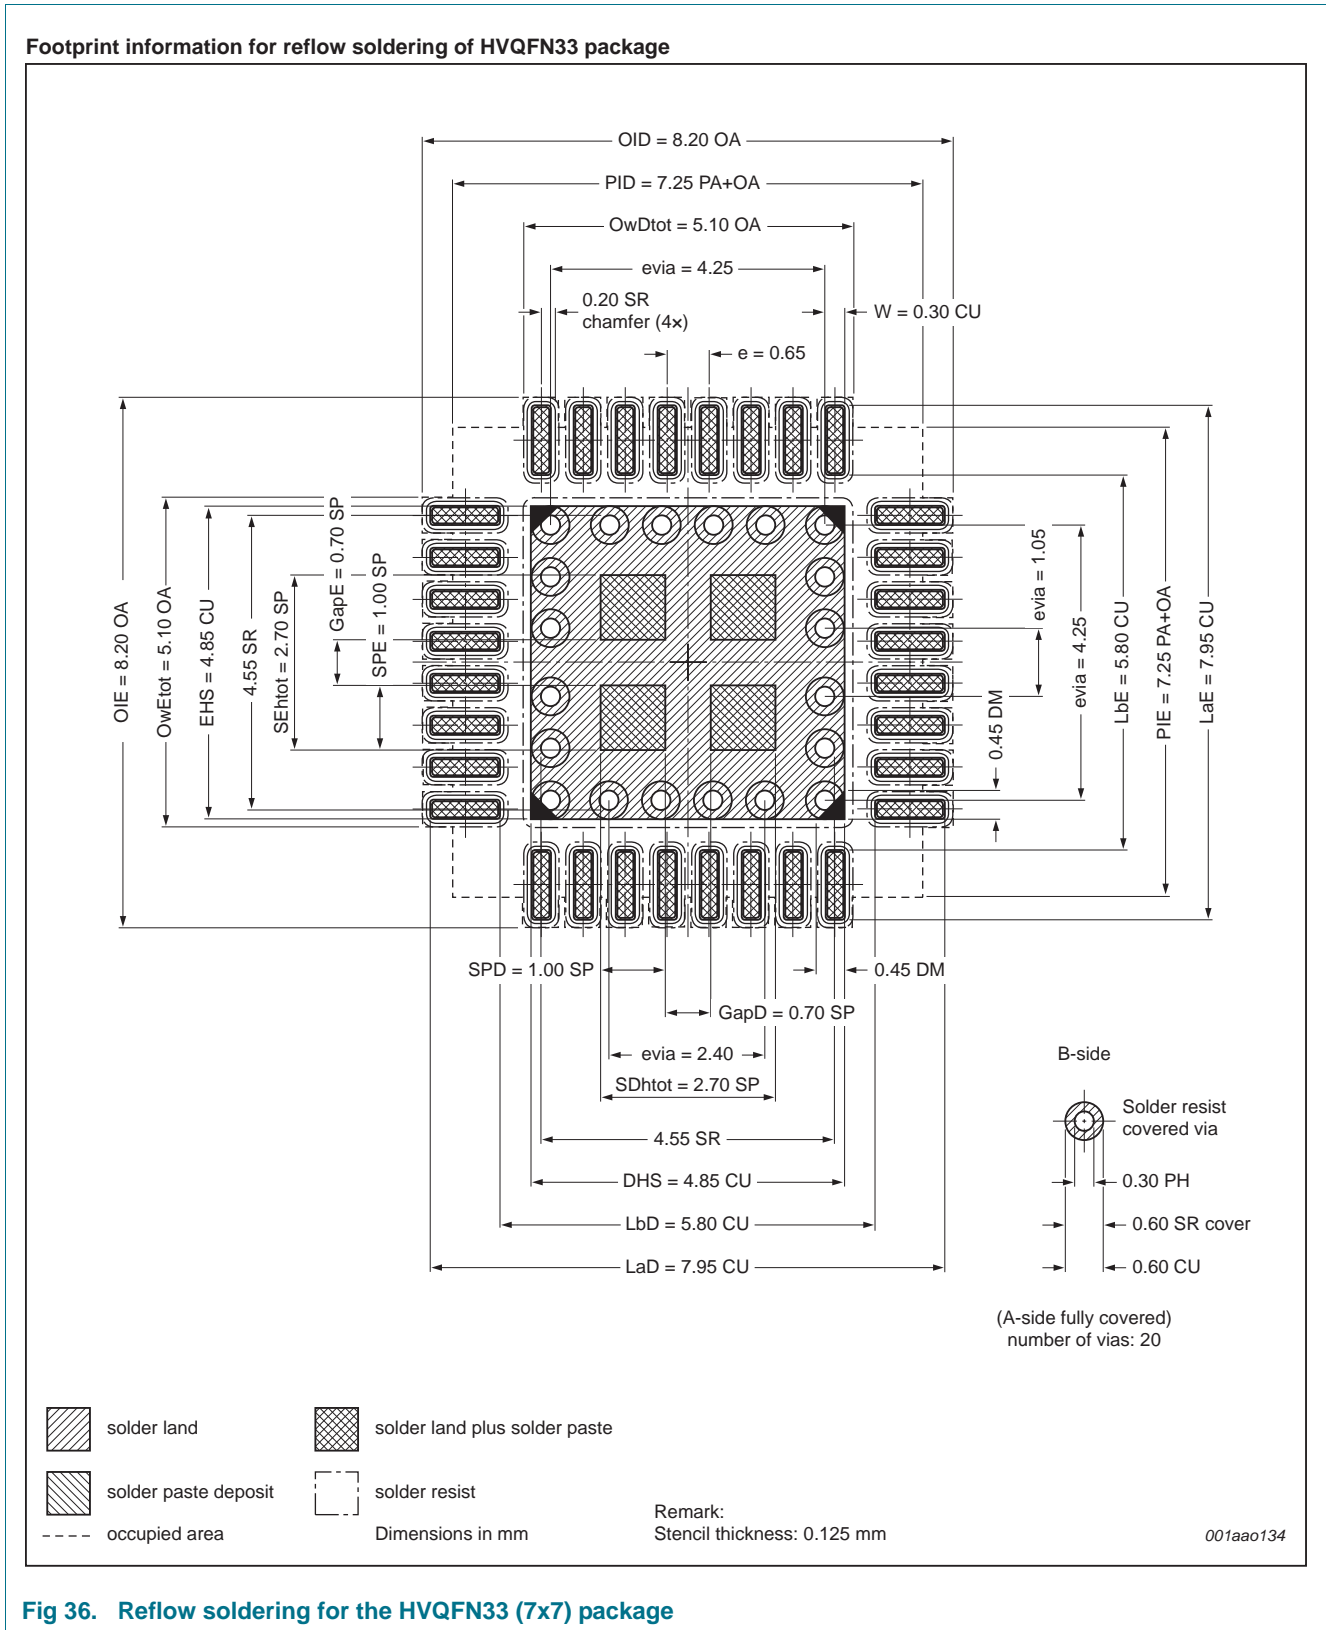 Footprint information for reflow soldering of HVQFN33 package
OID = 8.20 OA
PID = 7.25 PA+OA
OwDtot = 5.10 OA
evia = 4.25
0.20 SR
chamfer (4×)
W = 0.30 CU
e = 0.65
OIE = 8.20 OA
OwEtot = 5.10 OA
EHS = 4.85 CU
4.55 SR
SEhtot = 2.70 SP
GapE = 0.70 SP
SPE = 1.00 SP
evia = 1.05
0.45 DM
evia = 4.25
LbE = 5.80 CU
PIE = 7.25 PA+OA
LaE = 7.95 CU
SPD = 1.00 SP
0.45 DM
GapD = 0.70 SP
evia = 2.40
SDhtot = 2.70 SP
4.55 SR
DHS = 4.85 CU
LbD = 5.80 CU
LaD = 7.95 CU
B-side
Solder resist
covered via
0.30 PH
0.60 SR cover
0.60 CU
(A-side fully covered)
number of vias: 20
solder land
solder land plus solder paste
solder paste deposit
solder resist
occupied area
Dimensions in mm
Remark:
Stencil thickness: 0.125 mm
001aao134
Fig 36. Reflow soldering for the HVQFN33 (7x7) package